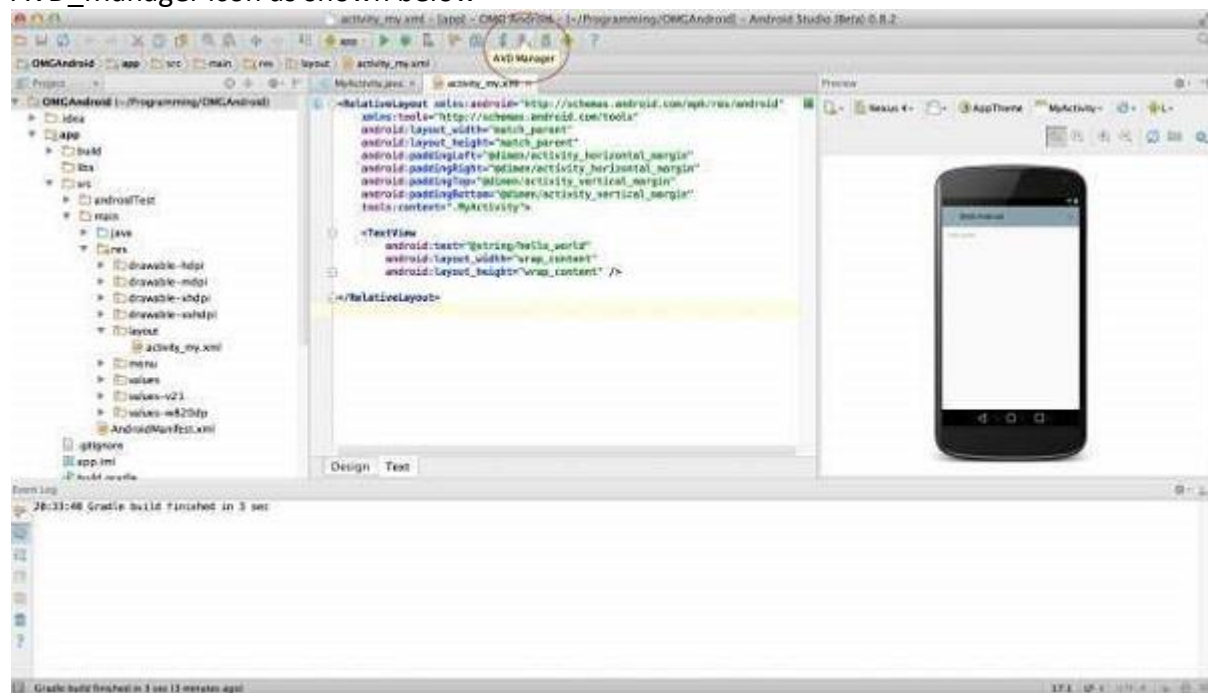 AVD_Manager icon as shown below
activity_my.xml - [app] - OMGAndroid - [~/Programming/OMGAndroid] - Android Studio (Beta) 0.8.2
app
OMGAndroid app src main res layout activity_my.xml
AVD Manager
Project
MyActivity.java activity_my.xml
Preview
OMGAndroid (~/Programming/OMGAndroid)
.idea
app
build
libs
src
androidTest
main
java
res
drawable-hdpi
drawable-mdpi
drawable-xhdpi
drawable-xxhdpi
layout
activity_my.xml
menu
values
values-v21
values-w820dp
AndroidManifest.xml
.gitignore
app.iml
build.gradle
<RelativeLayout xmlns:android="http://schemas.android.com/apk/res/android"
xmlns:tools="http://schemas.android.com/tools"
android:layout_width="match_parent"
android:layout_height="match_parent"
android:paddingLeft="@dimen/activity_horizontal_margin"
android:paddingRight="@dimen/activity_horizontal_margin"
android:paddingTop="@dimen/activity_vertical_margin"
android:paddingBottom="@dimen/activity_vertical_margin"
tools:context=".MyActivity">
<TextView
android:text="@string/hello_world"
android:layout_width="wrap_content"
android:layout_height="wrap_content" />
</RelativeLayout>
Design Text
Nexus 4 AppTheme MyActivity L
Event Log
20:33:40 Gradle build finished in 3 sec
Gradle build finished in 3 sec (3 minutes ago)
17:1